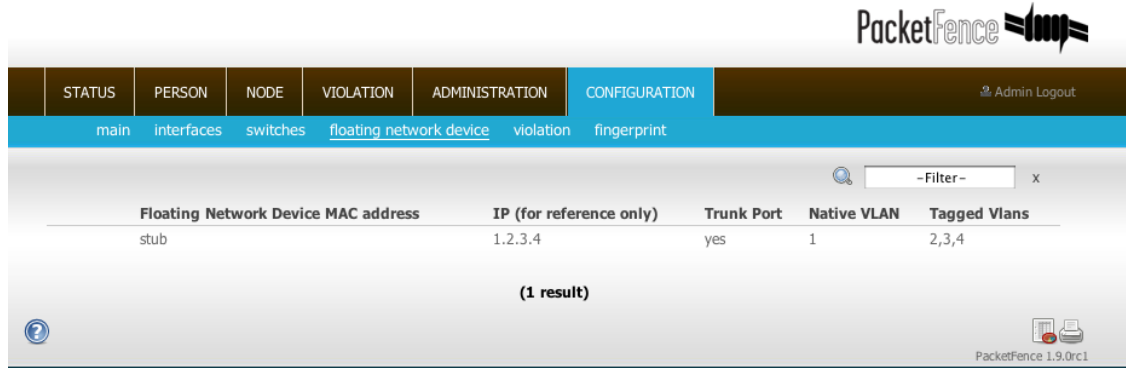 PacketFence
STATUS PERSON NODE VIOLATION ADMINISTRATION CONFIGURATION Admin Logout
main interfaces switches floating network device violation fingerprint
-Filter- x
Floating Network Device MAC address IP (for reference only) Trunk Port Native VLAN Tagged Vlans
stub 1.2.3.4 yes 1 2,3,4
(1 result)
?
PacketFence 1.9.0rc1